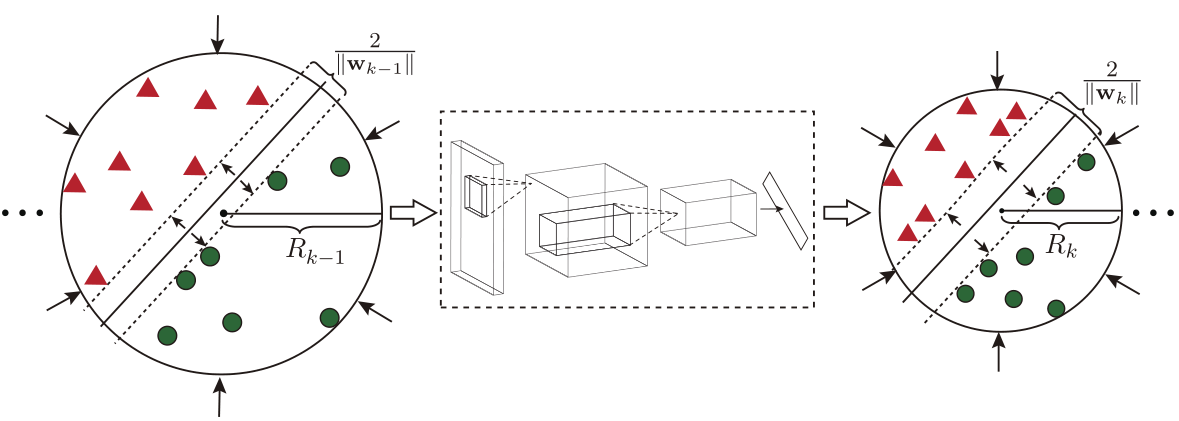 2
‖w_{k−1}‖
R_{k−1}
2
‖w_k‖
R_k